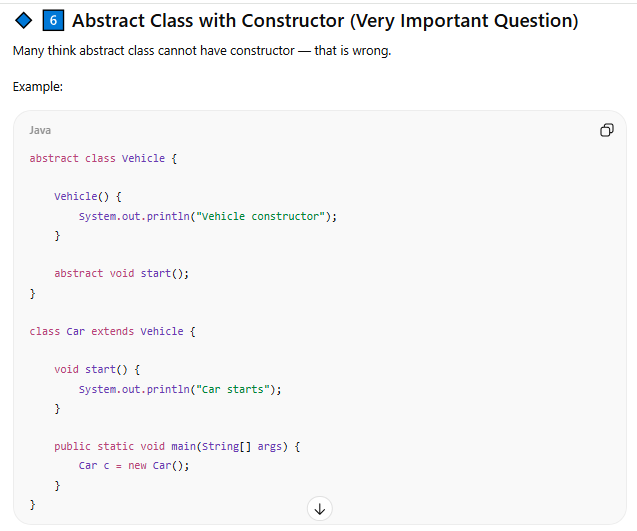 6 Abstract Class with Constructor (Very Important Question)
Many think abstract class cannot have constructor — that is wrong.
Example:
Java
abstract class Vehicle {
Vehicle() {
System.out.println("Vehicle constructor");
}
abstract void start();
}
class Car extends Vehicle {
void start() {
System.out.println("Car starts");
}
public static void main(String[] args) {
Car c = new Car();
}
}